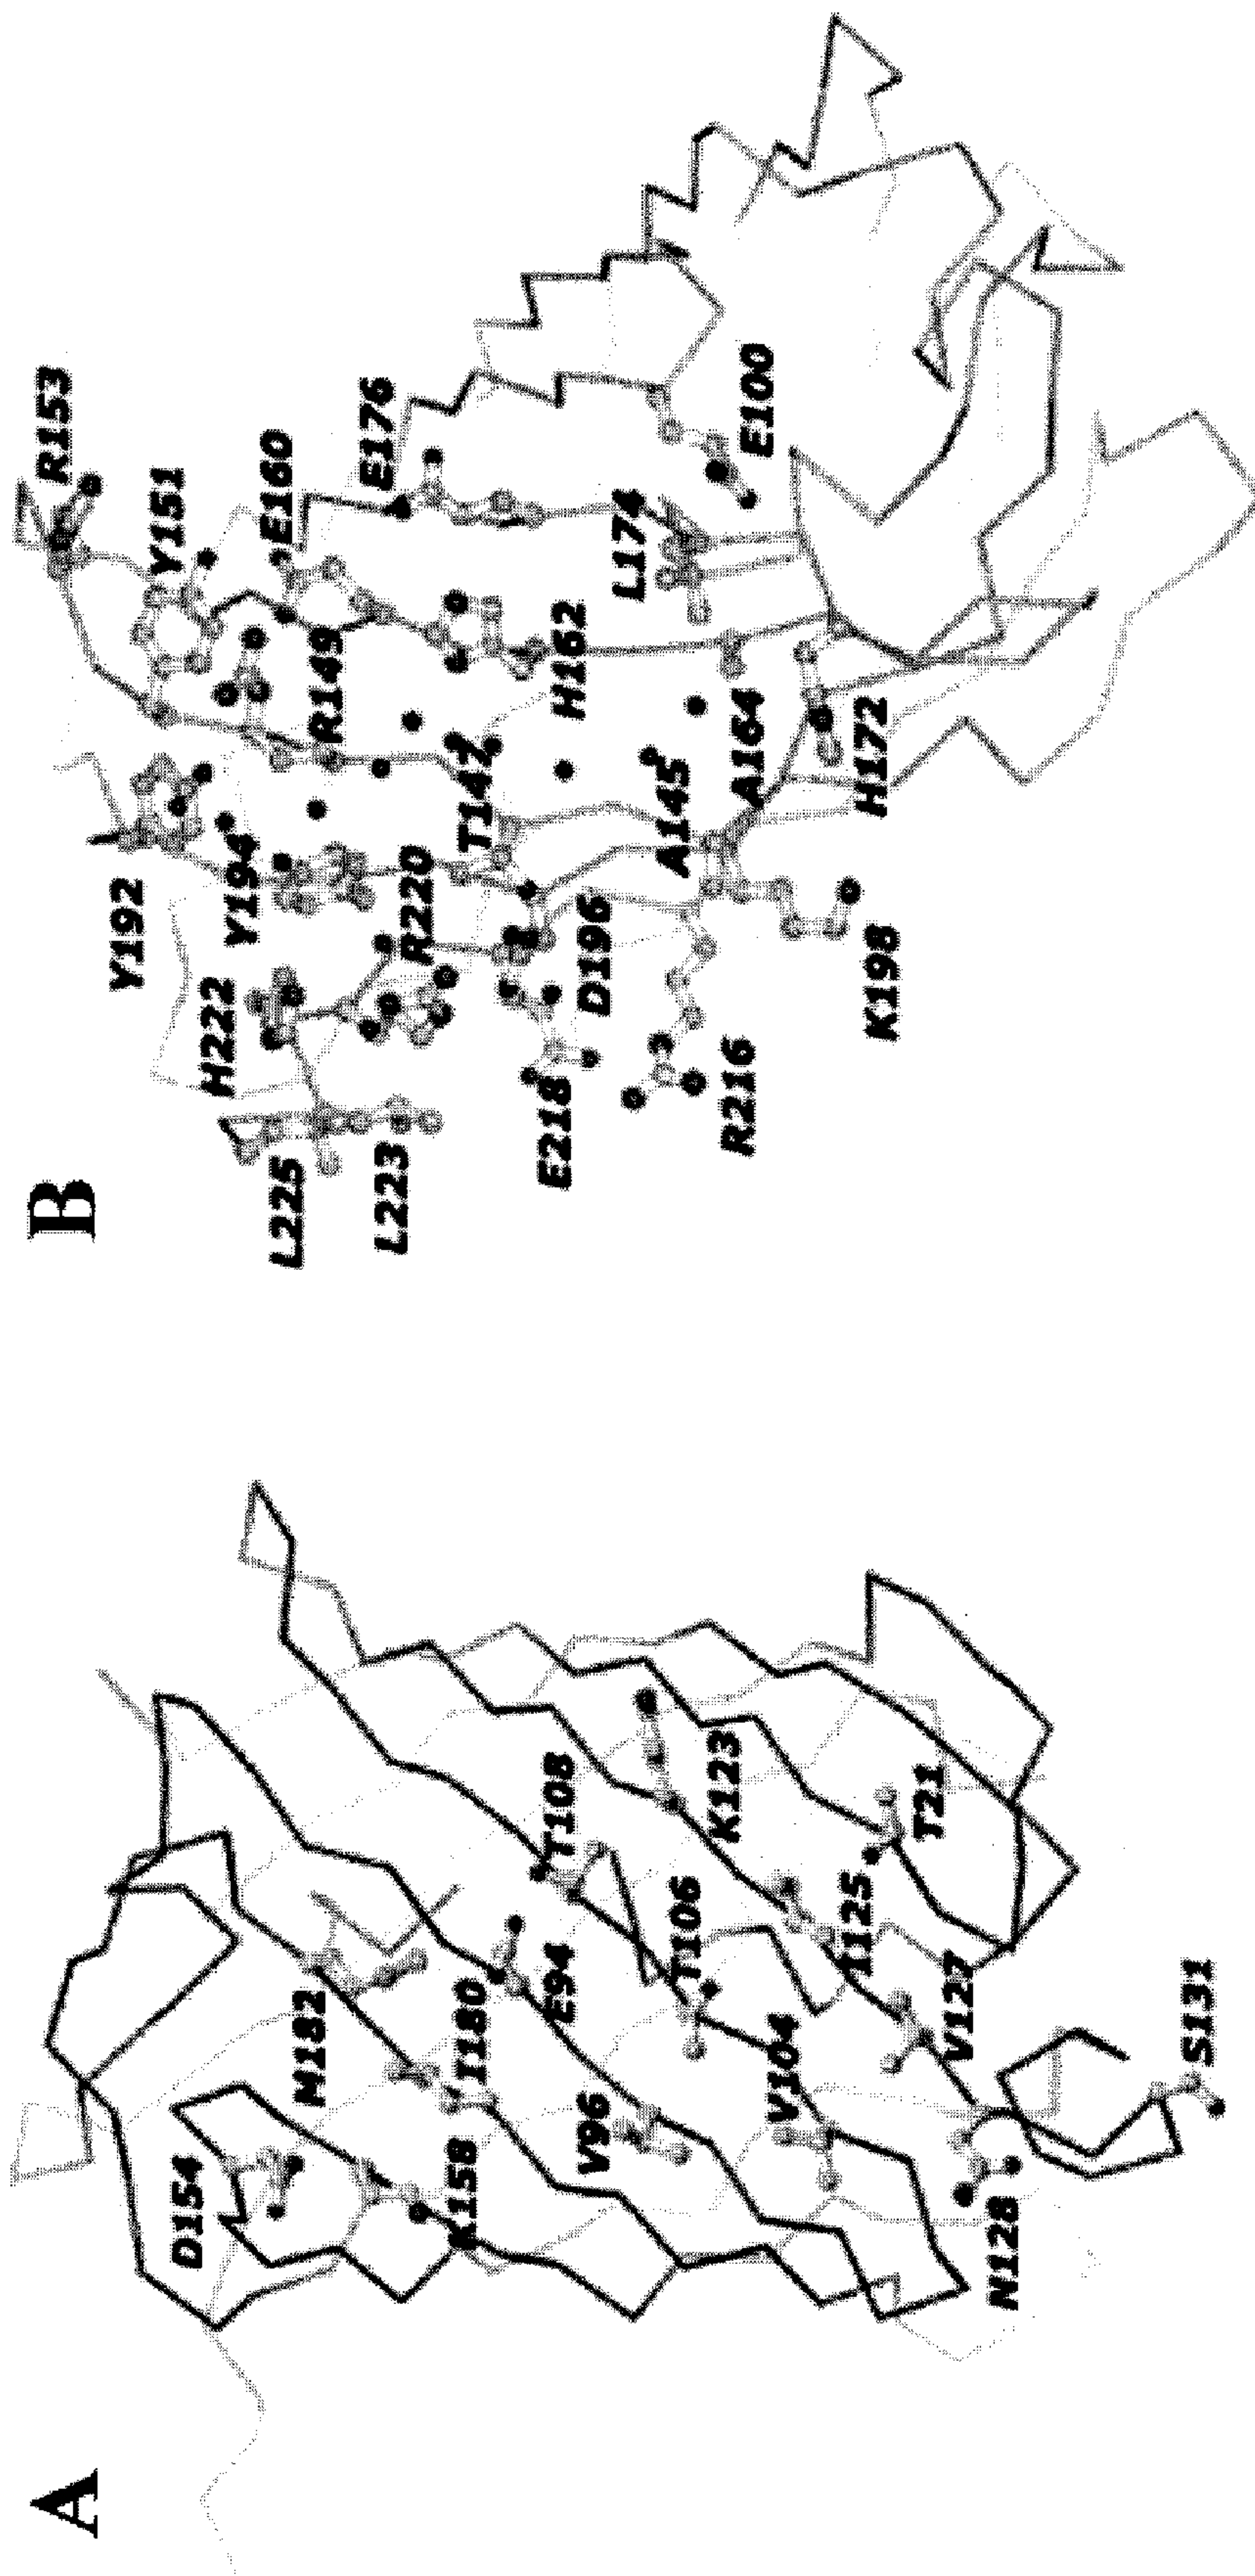 A
D154
M182
K158
I180
E94
T108
V96
T106
K123
V104
I125
T21
V127
N128
S131
B
R153
Y151
Y192
E160
E176
H222
Y194
R149
L225
L223
R220
T142
H162
L174
E100
E218
D196
A145
A164
R216
K198
H172